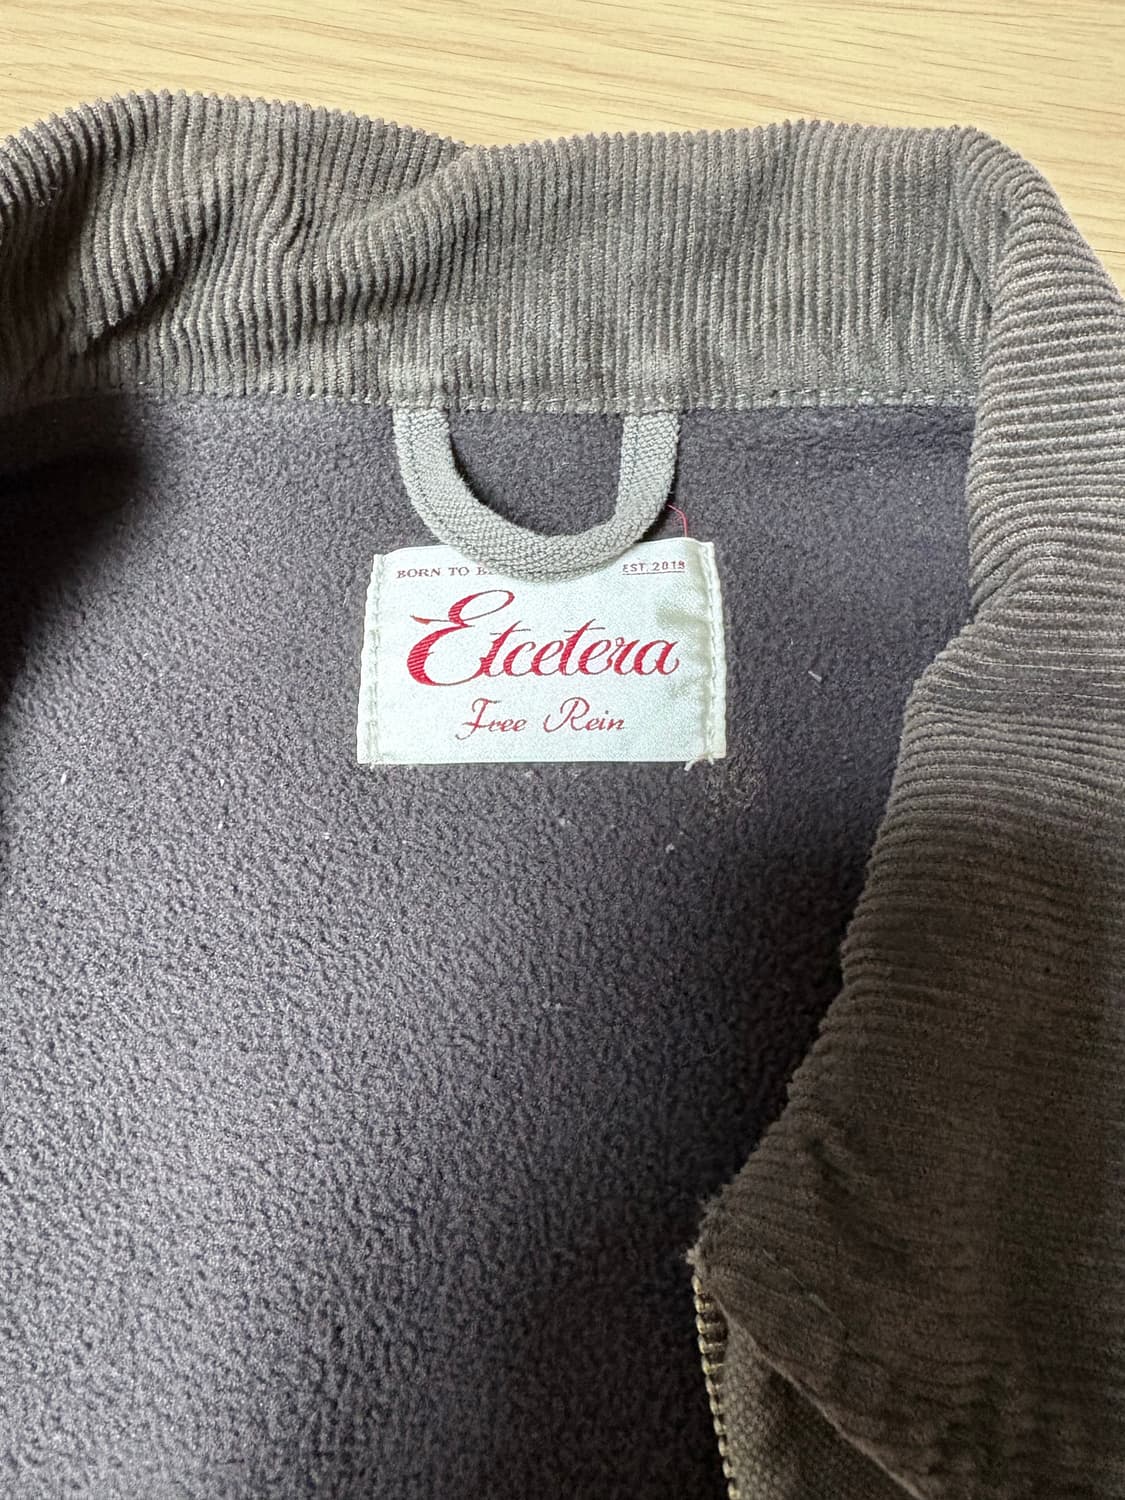 BORN TO EST. 2018
Etcetera
Free Rein